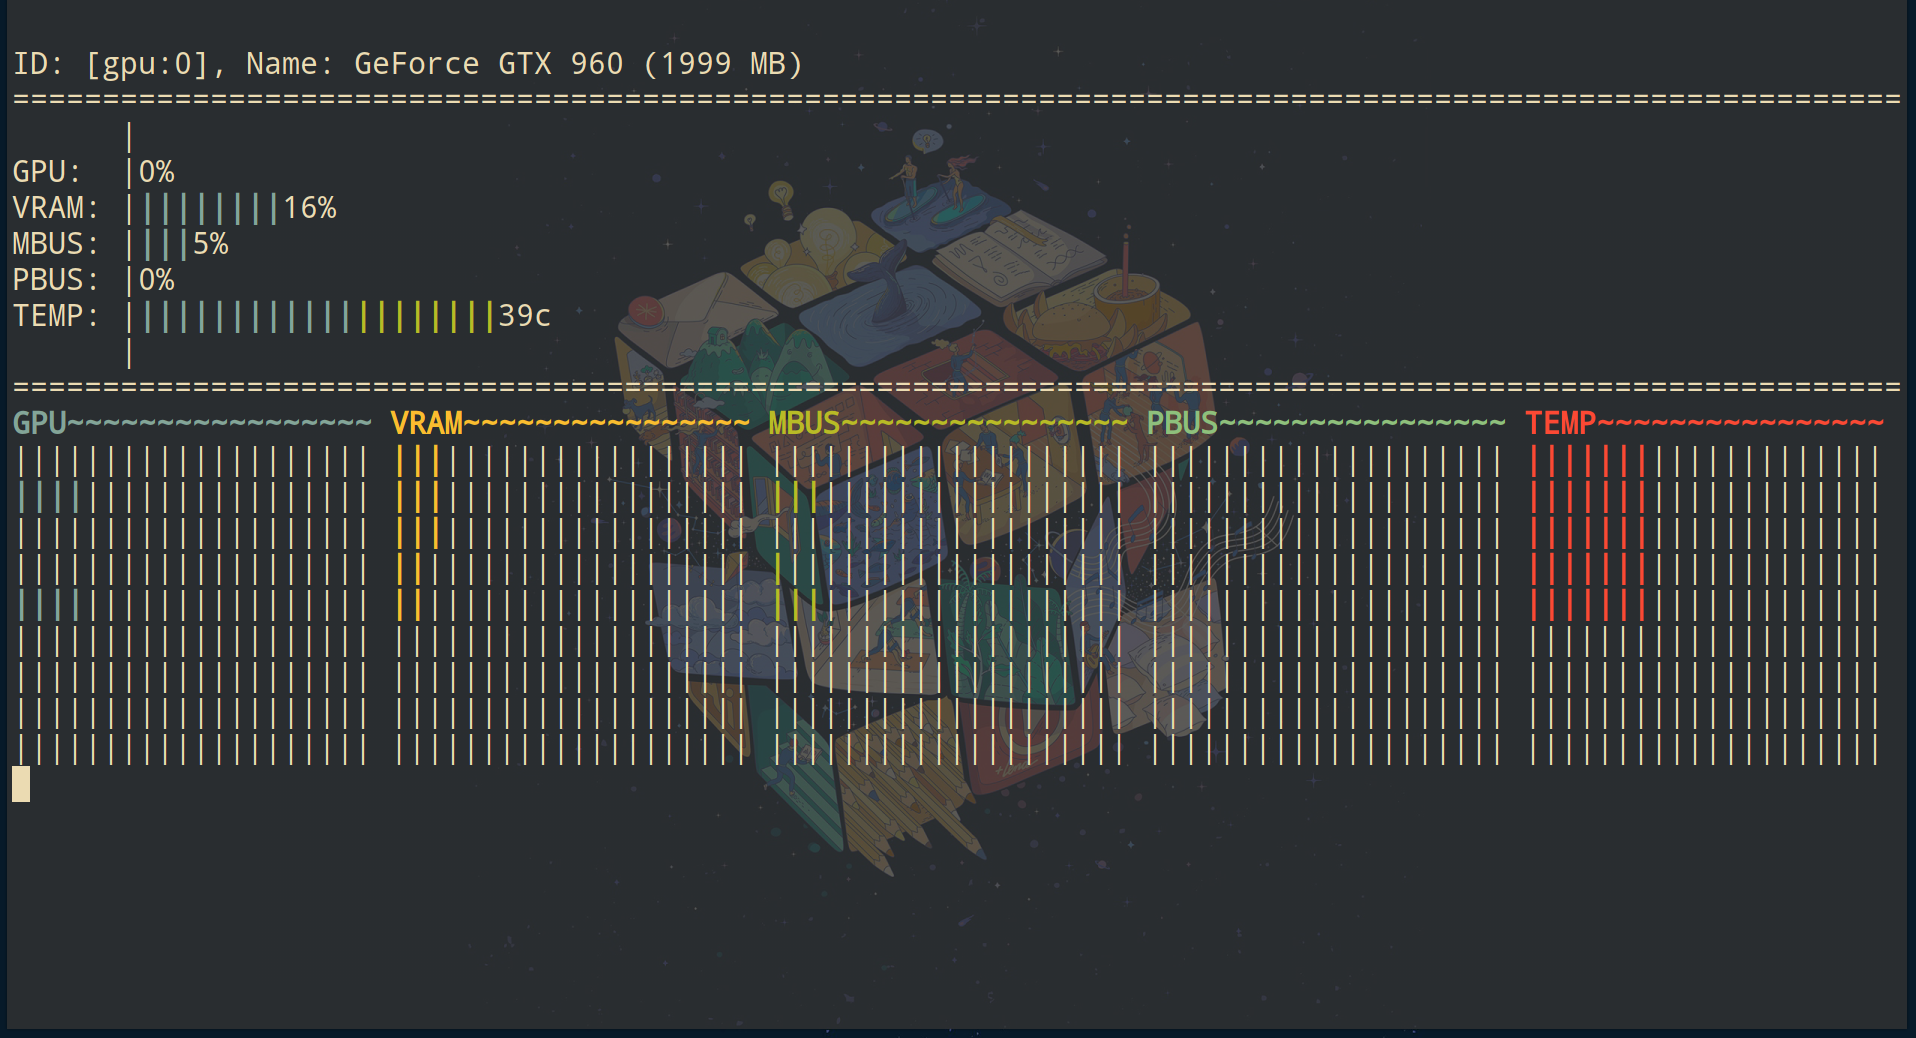 ID: [gpu:0], Name: GeForce GTX 960 (1999 MB)
=========================================================================================================
      |
GPU:  |0%
VRAM: |||||||||16%
MBUS: ||||5%
PBUS: |0%
TEMP: |||||||||||||||||||||39c
      |
=========================================================================================================
GPU~~~~~~~~~~~~~~~~~ VRAM~~~~~~~~~~~~~~~~ MBUS~~~~~~~~~~~~~~~~ PBUS~~~~~~~~~~~~~~~~ TEMP~~~~~~~~~~~~~~~~
|||||||||||||||||||| |||||||||||||||||||| |||||||||||||||||||| |||||||||||||||||||| ||||||||||||||||||||
|||||||||||||||||||| |||||||||||||||||||| |||||||||||||||||||| |||||||||||||||||||| ||||||||||||||||||||
|||||||||||||||||||| |||||||||||||||||||| |||||||||||||||||||| |||||||||||||||||||| ||||||||||||||||||||
|||||||||||||||||||| |||||||||||||||||||| |||||||||||||||||||| |||||||||||||||||||| ||||||||||||||||||||
|||||||||||||||||||| |||||||||||||||||||| |||||||||||||||||||| |||||||||||||||||||| ||||||||||||||||||||
|||||||||||||||||||| |||||||||||||||||||| |||||||||||||||||||| |||||||||||||||||||| ||||||||||||||||||||
|||||||||||||||||||| |||||||||||||||||||| |||||||||||||||||||| |||||||||||||||||||| ||||||||||||||||||||
|||||||||||||||||||| |||||||||||||||||||| |||||||||||||||||||| |||||||||||||||||||| ||||||||||||||||||||
|||||||||||||||||||| |||||||||||||||||||| |||||||||||||||||||| |||||||||||||||||||| ||||||||||||||||||||